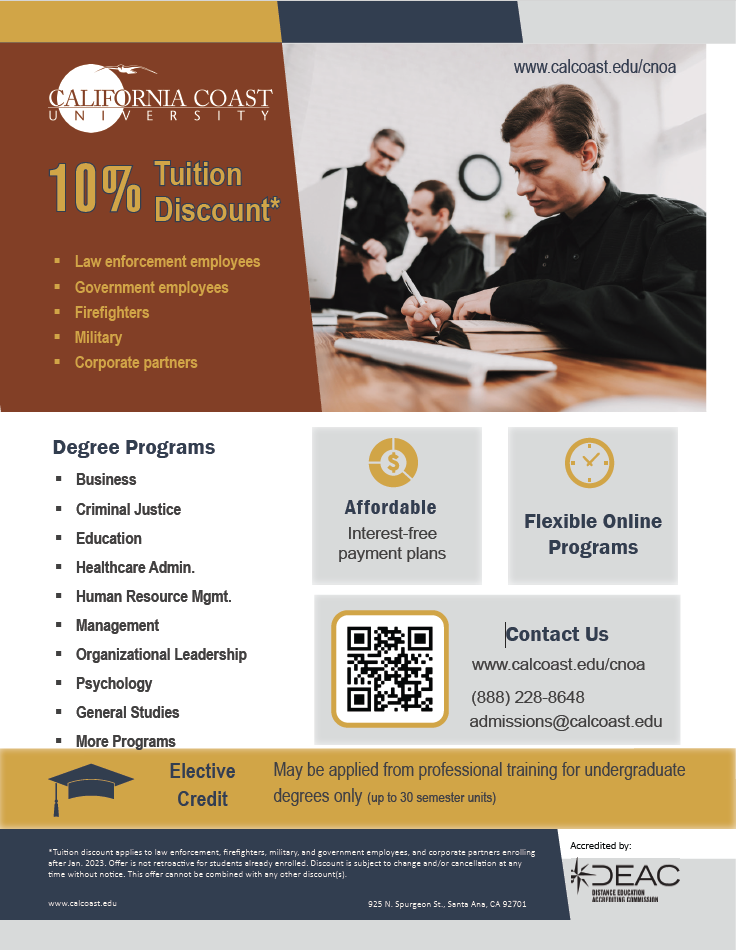 www.calcoast.edu/cnoa
CALIFORNIA COAST
UNIVERSITY
10% Tuition
Discount*
▪ Law enforcement employees
▪ Government employees
▪ Firefighters
▪ Military
▪ Corporate partners
Degree Programs
▪ Business
▪ Criminal Justice
▪ Education
▪ Healthcare Admin.
▪ Human Resource Mgmt.
▪ Management
▪ Organizational Leadership
▪ Psychology
▪ General Studies
▪ More Programs
$
Affordable
Interest-free
payment plans
Flexible Online
Programs
Contact Us
www.calcoast.edu/cnoa
(888) 228-8648
admissions@calcoast.edu
Elective
Credit
May be applied from professional training for undergraduate
degrees only (up to 30 semester units)
*Tuition discount applies to law enforcement, firefighters, military, and government employees, and corporate partners enrolling
after Jan. 2023. Offer is not retroactive for students already enrolled. Discount is subject to change and/or cancellation at any
time without notice. This offer cannot be combined with any other discount(s).
www.calcoast.edu
925 N. Spurgeon St., Santa Ana, CA 92701
Accredited by:
DEAC
DISTANCE EDUCATION
ACCREDITING COMMISSION